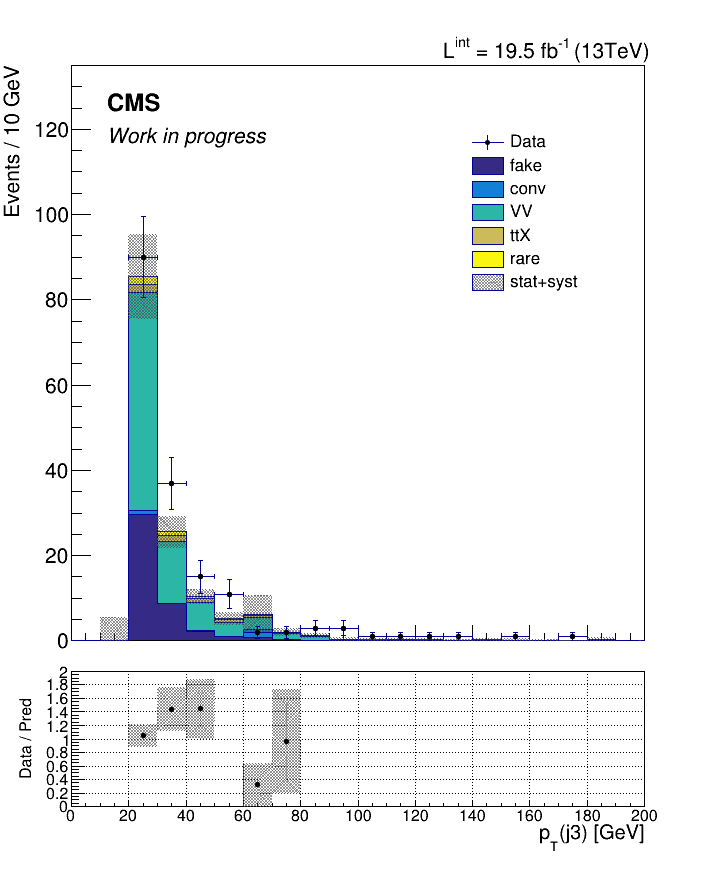 L^int = 19.5 fb^-1 (13TeV)
Events / 10 GeV
CMS
Work in progress
Data
fake
conv
VV
ttX
rare
stat+syst
120
100
80
60
40
20
0
Data / Pred
2
1.8
1.6
1.4
1.2
1
0.8
0.6
0.4
0.2
0
0 20 40 60 80 100 120 140 160 180 200
p_T(j3) [GeV]